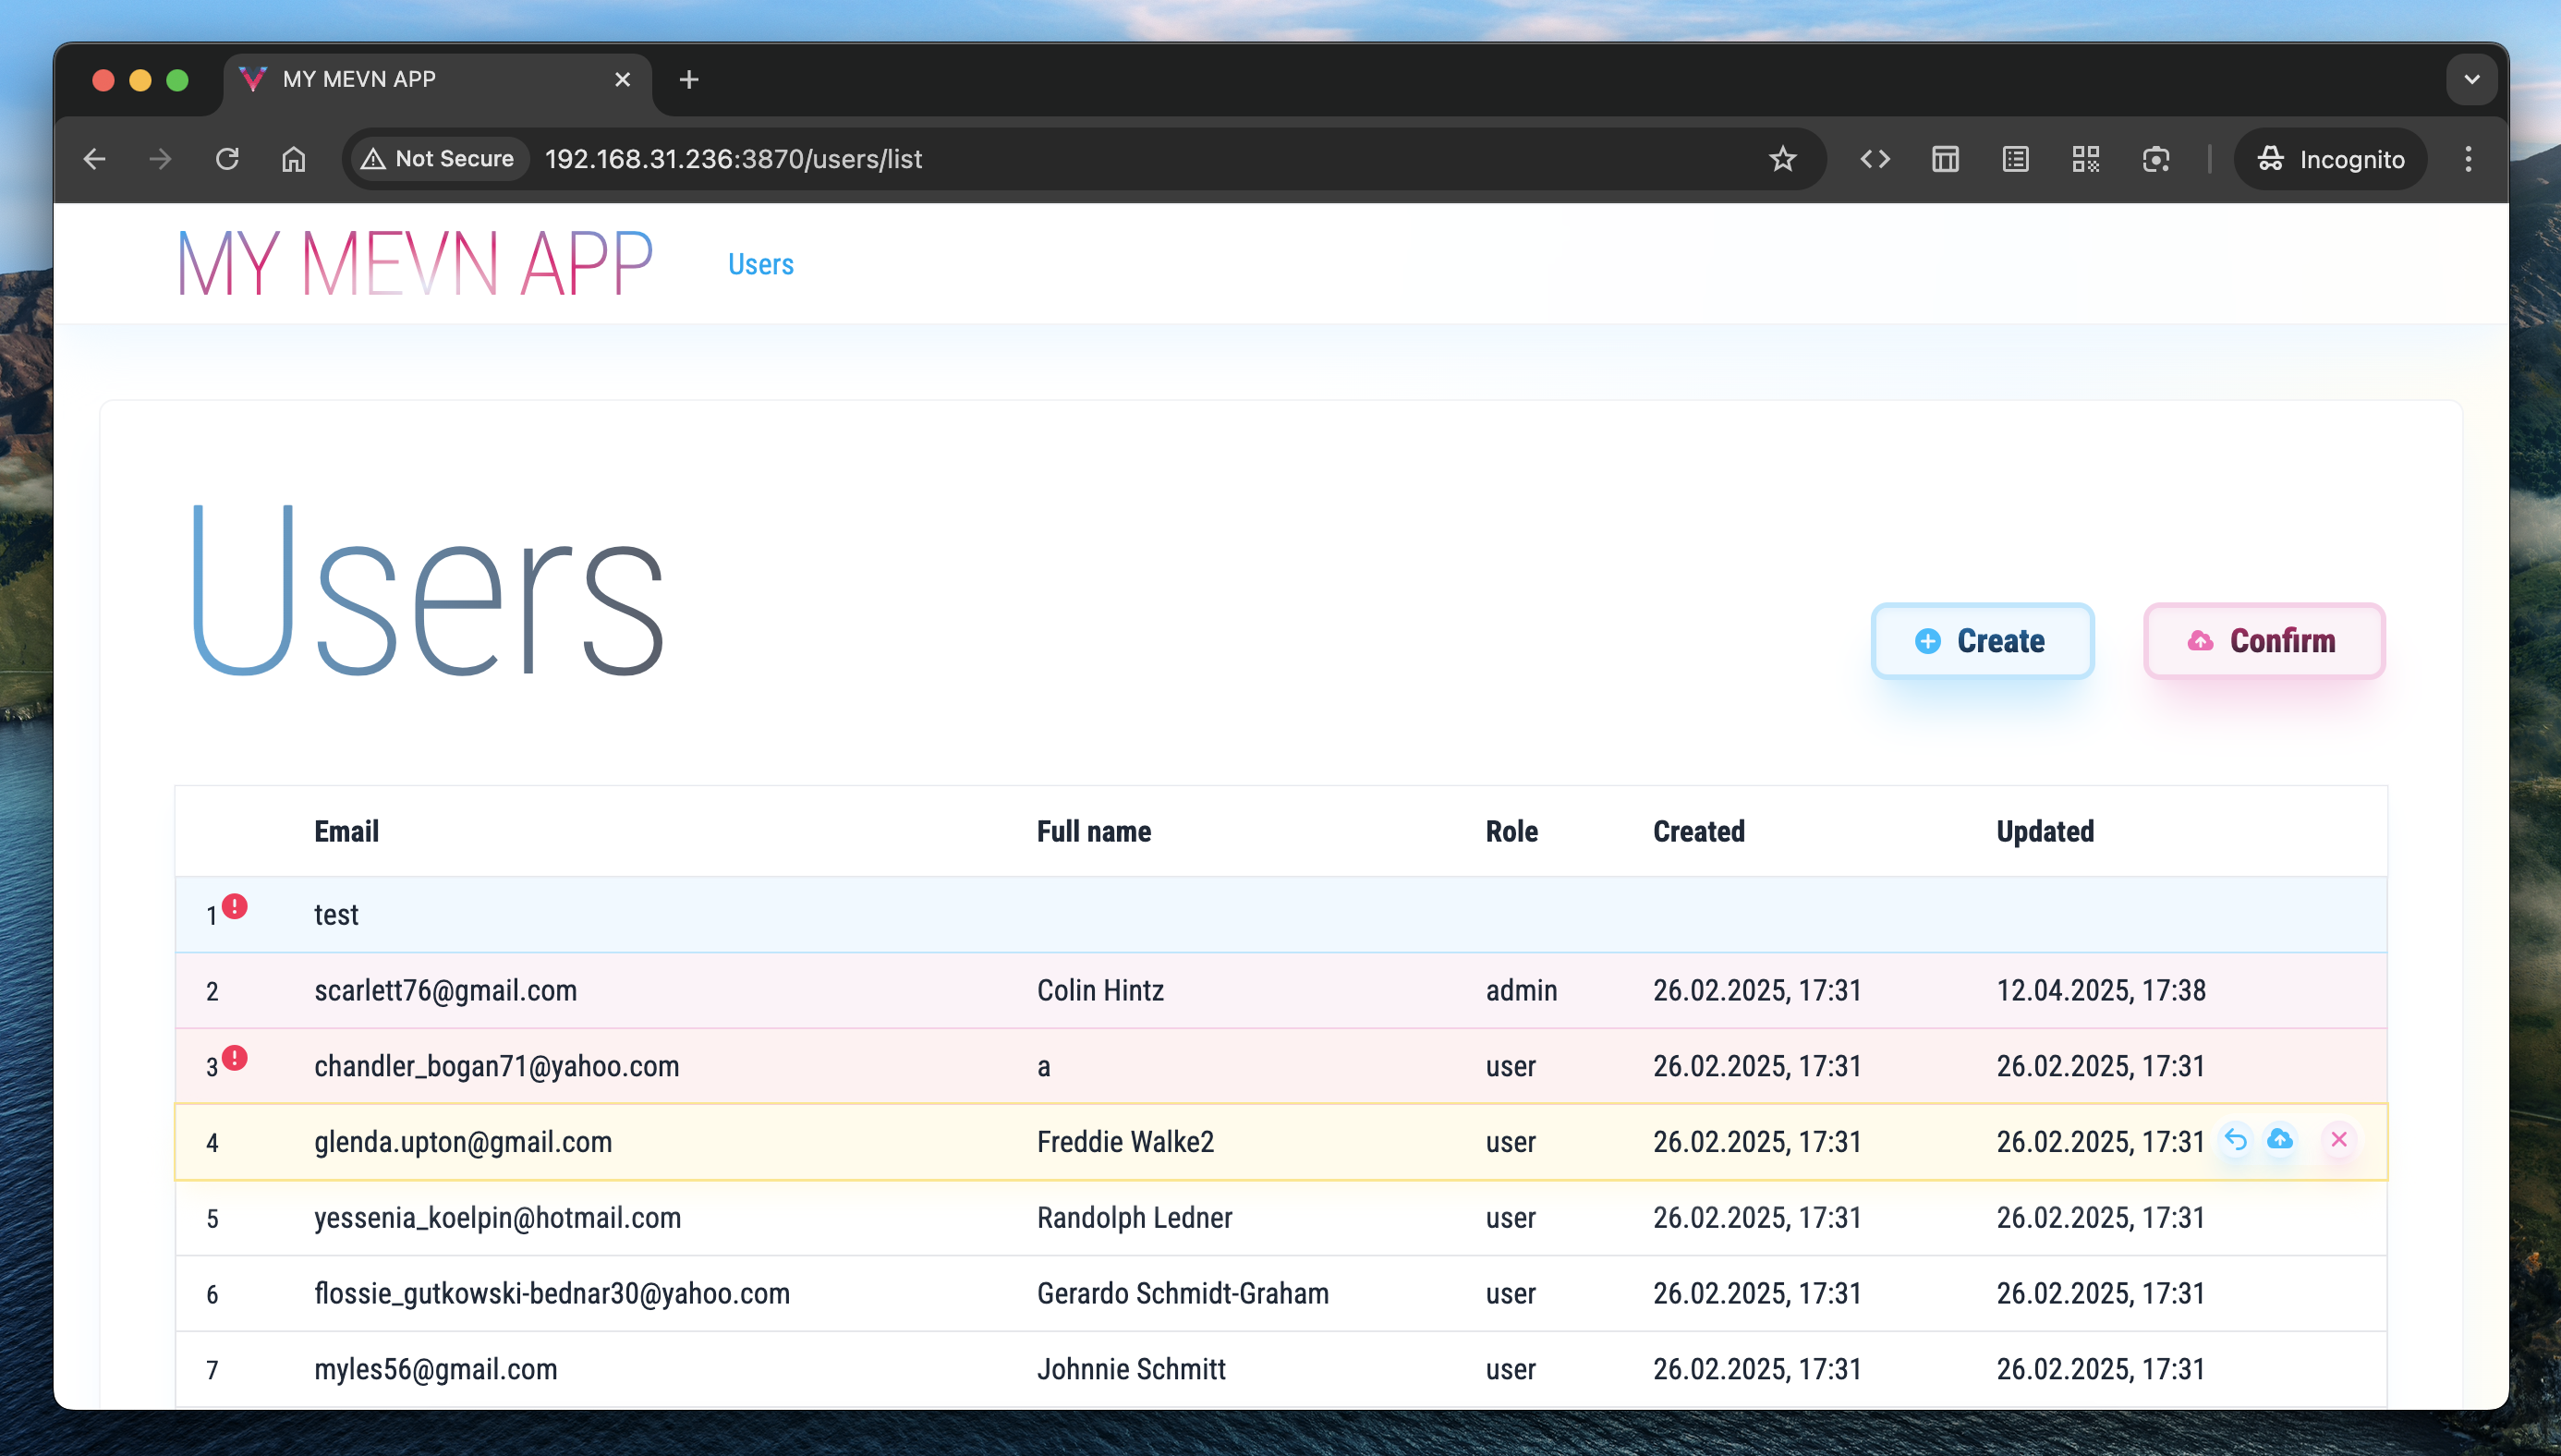 MY MEVN APP
Not Secure 192.168.31.236:3870/users/list Incognito
MY MEVN APP Users
Users
Create Confirm
Email Full name Role Created Updated
1 test
2 scarlett76@gmail.com Colin Hintz admin 26.02.2025, 17:31 12.04.2025, 17:38
3 chandler_bogan71@yahoo.com a user 26.02.2025, 17:31 26.02.2025, 17:31
4 glenda.upton@gmail.com Freddie Walke2 user 26.02.2025, 17:31 26.02.2025, 17:31
5 yessenia_koelpin@hotmail.com Randolph Ledner user 26.02.2025, 17:31 26.02.2025, 17:31
6 flossie_gutkowski-bednar30@yahoo.com Gerardo Schmidt-Graham user 26.02.2025, 17:31 26.02.2025, 17:31
7 myles56@gmail.com Johnnie Schmitt user 26.02.2025, 17:31 26.02.2025, 17:31